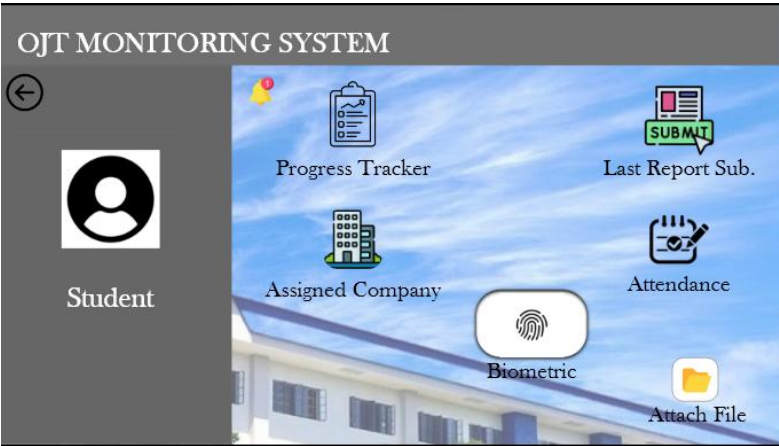 OJT MONITORING SYSTEM
1
SUBMIT
Progress Tracker
Last Report Sub.
Student
Assigned Company
Attendance
Biometric
Attach File